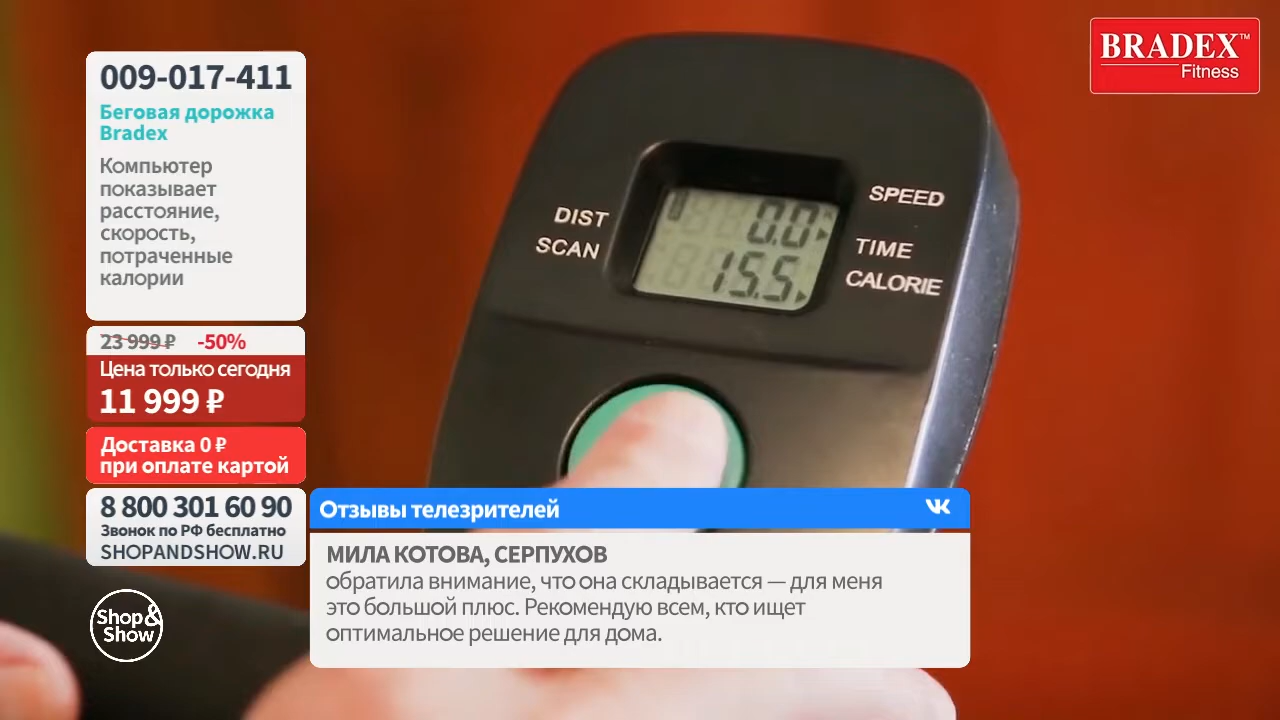 009-017-411
Беговая дорожка
Bradex
Компьютер
показывает
расстояние,
скорость,
потраченные
калории
23 999 ₽ -50%
Цена только сегодня
11 999 ₽
Доставка 0 ₽
при оплате картой
8 800 301 60 90
Звонок по РФ бесплатно
SHOPANDSHOW.RU
Shop&
Show
BRADEX™
Fitness
DIST
SCAN
0.0
15.5
SPEED
TIME
CALORIE
Отзывы телезрителей
МИЛА КОТОВА, СЕРПУХОВ
обратила внимание, что она складывается — для меня
это большой плюс. Рекомендую всем, кто ищет
оптимальное решение для дома.